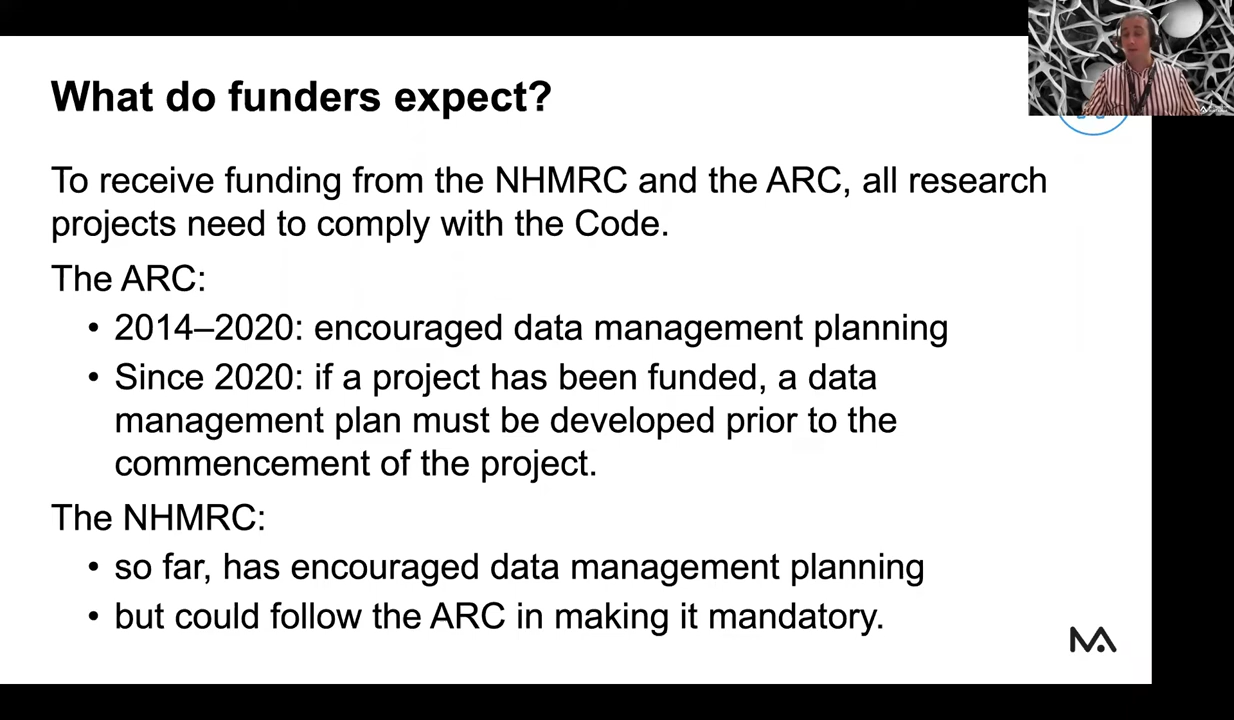 What do funders expect?
To receive funding from the NHMRC and the ARC, all research
projects need to comply with the Code.
The ARC:
• 2014–2020: encouraged data management planning
• Since 2020: if a project has been funded, a data
management plan must be developed prior to the
commencement of the project.
The NHMRC:
• so far, has encouraged data management planning
• but could follow the ARC in making it mandatory.